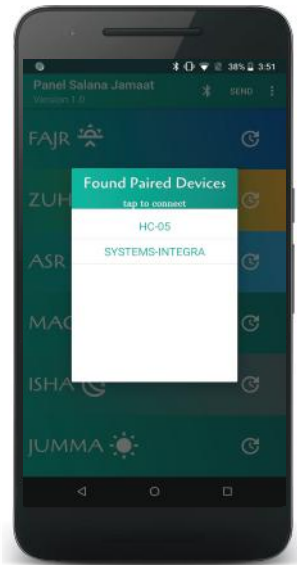 38% 3:51
Panel Salana Jamaat
Version 1.0
SEND
FAJR
Found Paired Devices
tap to connect
ZUH
HC-05
SYSTEMS-INTEGRA
ASR
MAG
ISHA
JUMMA